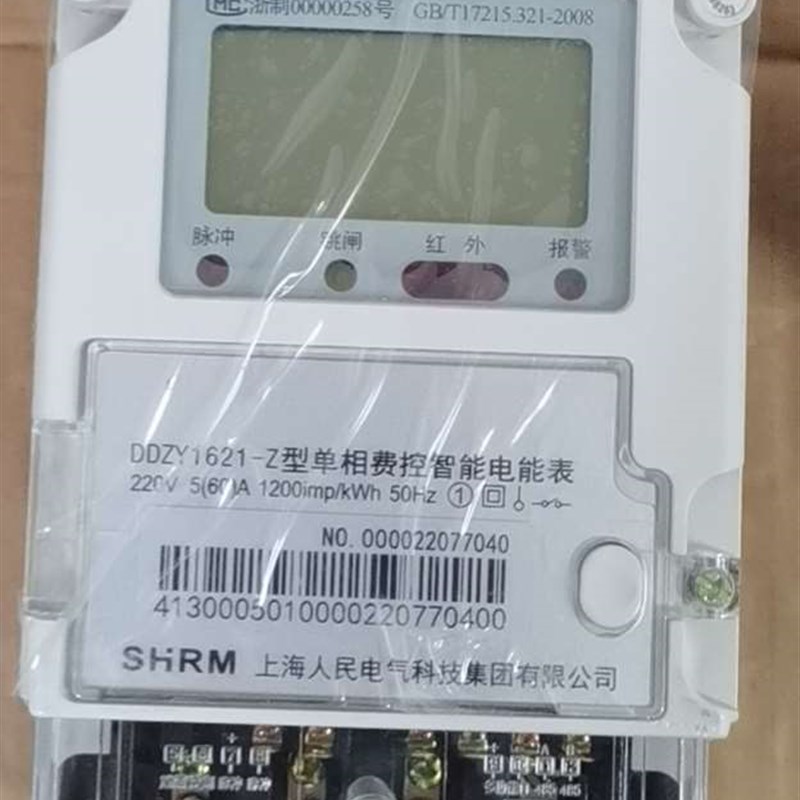 MC 浙制00000258号 GB/T17215.321-2008
脉冲 跳闸 红 外 报警
DDZY1621-Z型单相费控智能电能表
220V 5(60)A 1200imp/kWh 50Hz ①
NO. 000022077040
4130005010000220770400
SHRM 上海人民电气科技集团有限公司